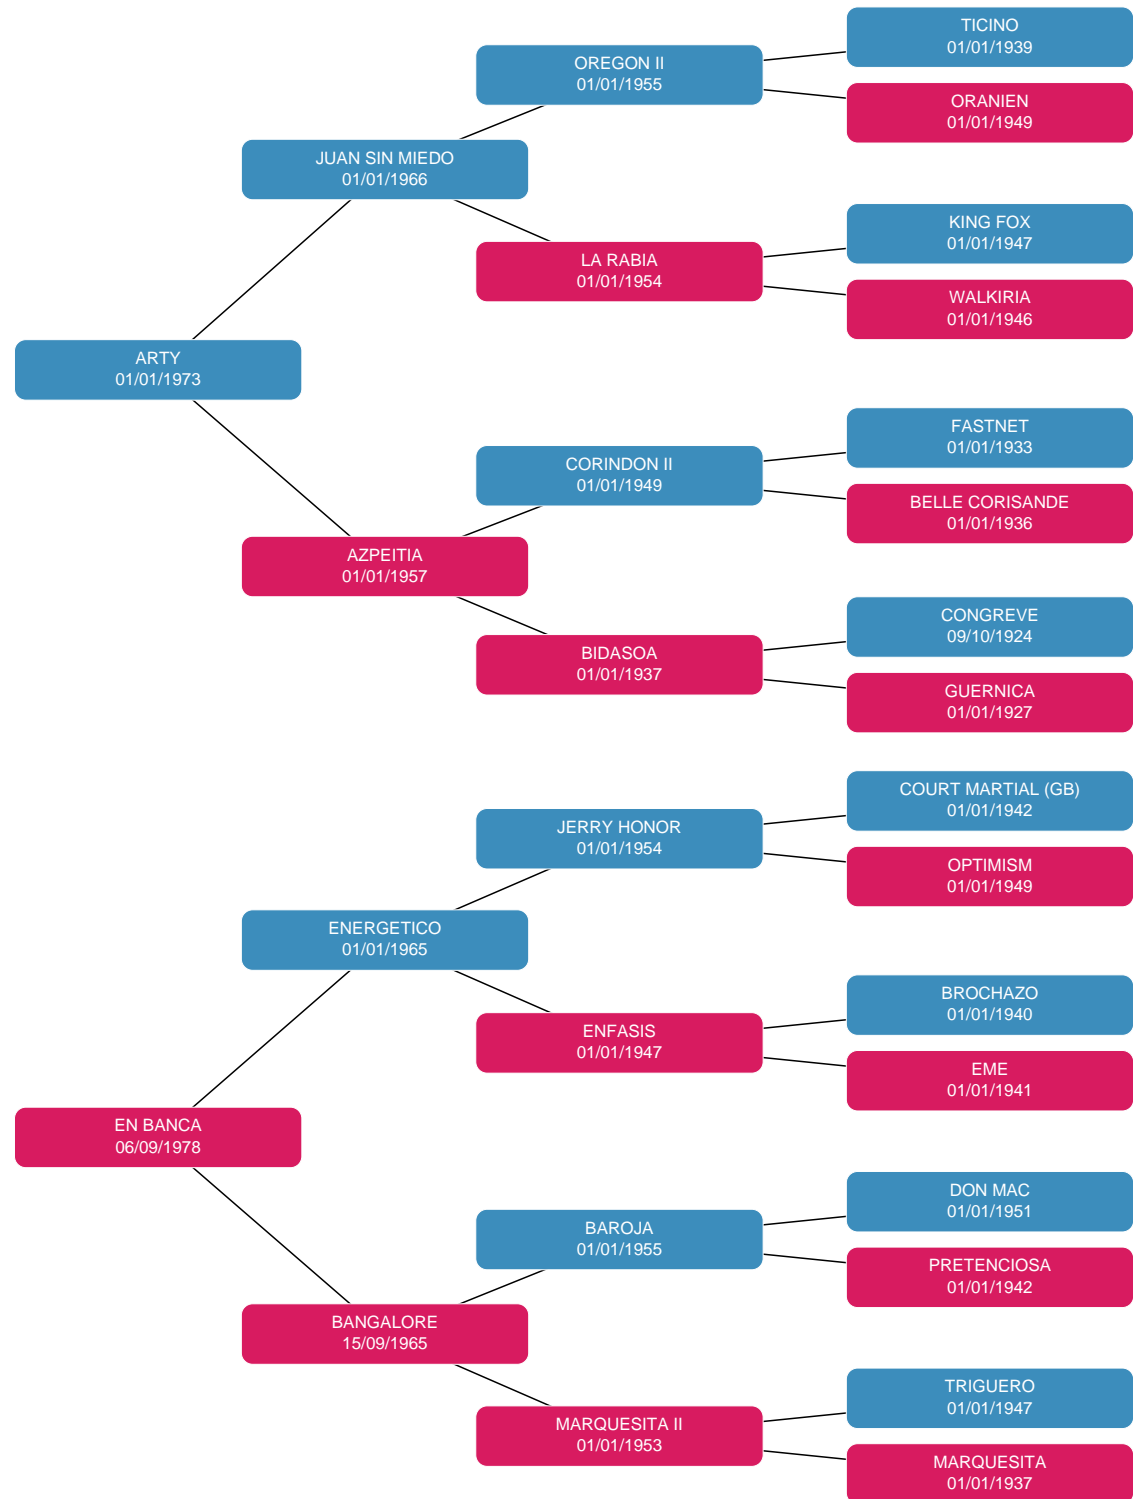 TICINO
01/01/1939
OREGON II
01/01/1955
ORANIEN
01/01/1949
JUAN SIN MIEDO
01/01/1966
KING FOX
01/01/1947
LA RABIA
01/01/1954
WALKIRIA
01/01/1946
ARTY
01/01/1973
FASTNET
01/01/1933
CORINDON II
01/01/1949
BELLE CORISANDE
01/01/1936
AZPEITIA
01/01/1957
CONGREVE
09/10/1924
BIDASOA
01/01/1937
GUERNICA
01/01/1927
COURT MARTIAL (GB)
01/01/1942
JERRY HONOR
01/01/1954
OPTIMISM
01/01/1949
ENERGETICO
01/01/1965
BROCHAZO
01/01/1940
ENFASIS
01/01/1947
EME
01/01/1941
EN BANCA
06/09/1978
DON MAC
01/01/1951
BAROJA
01/01/1955
PRETENCIOSA
01/01/1942
BANGALORE
15/09/1965
TRIGUERO
01/01/1947
MARQUESITA II
01/01/1953
MARQUESITA
01/01/1937